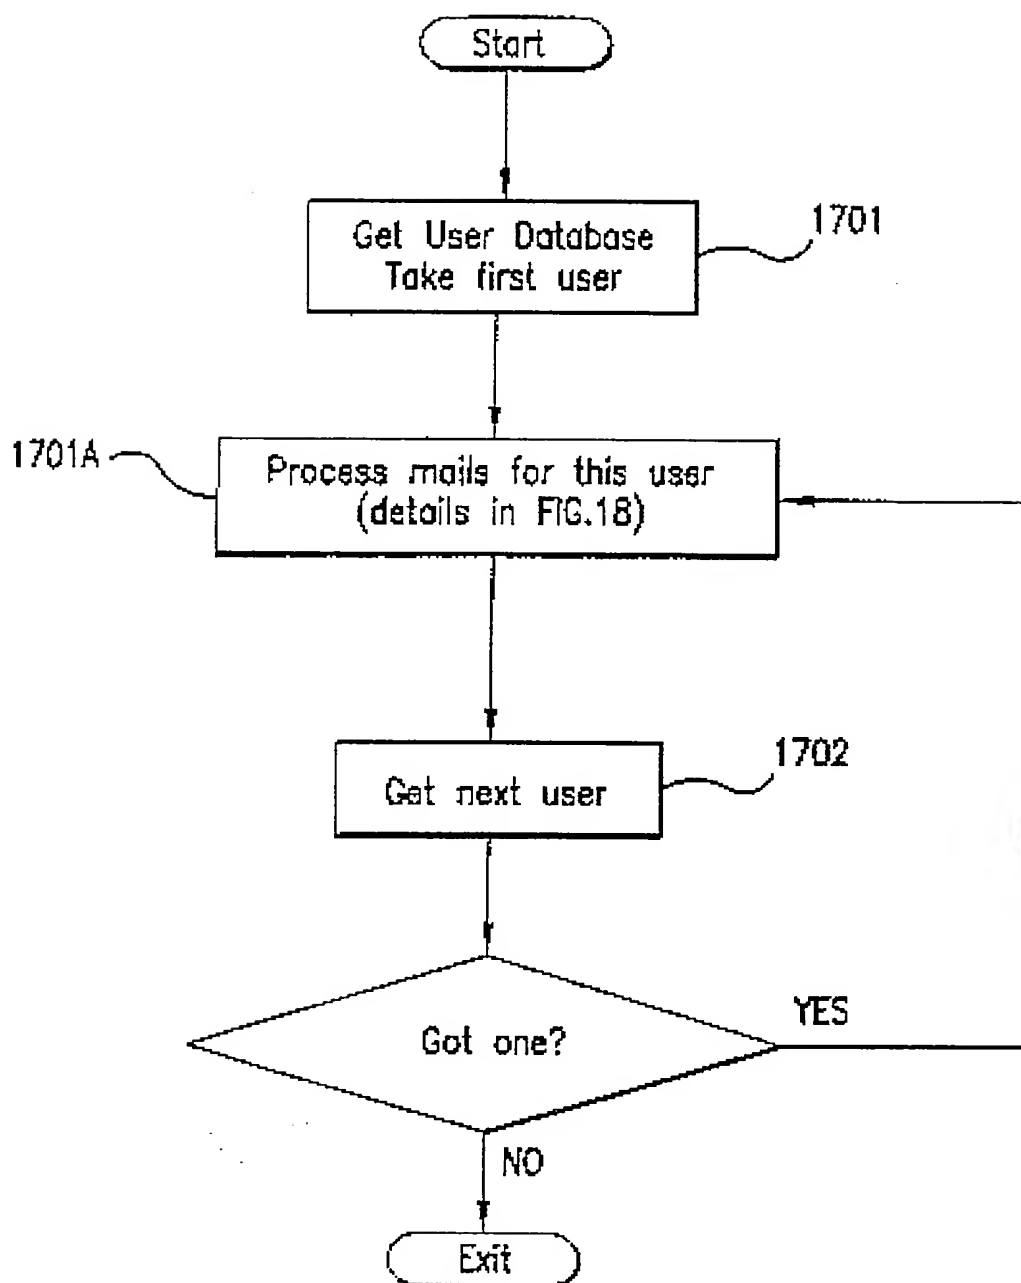 Start
Get User Database
Take first user
1701
1701A
Process mails for this user
(details in FIG.18)
Get next user
1702
Got one?
YES
NO
Exit